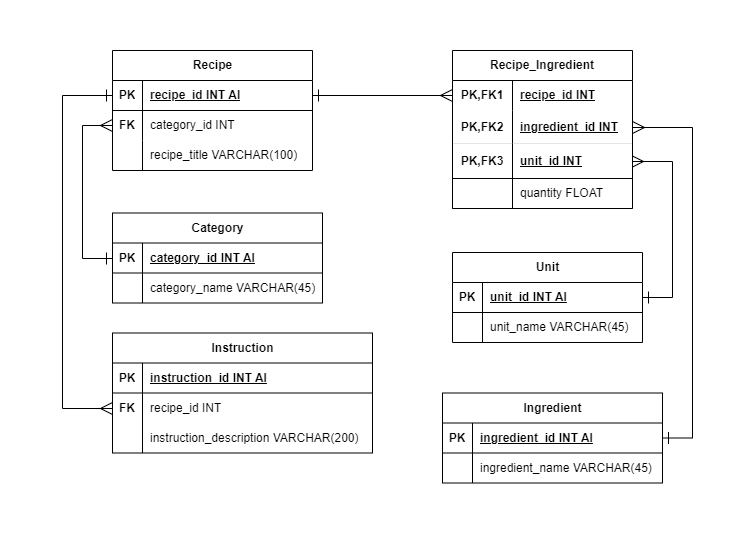 Recipe
PK recipe_id INT AI
FK category_id INT
recipe_title VARCHAR(100)
Category
PK category_id INT AI
category_name VARCHAR(45)
Instruction
PK instruction_id INT AI
FK recipe_id INT
instruction_description VARCHAR(200)
Recipe_Ingredient
PK,FK1 recipe_id INT
PK,FK2 ingredient_id INT
PK,FK3 unit_id INT
quantity FLOAT
Unit
PK unit_id INT AI
unit_name VARCHAR(45)
Ingredient
PK ingredient_id INT AI
ingredient_name VARCHAR(45)